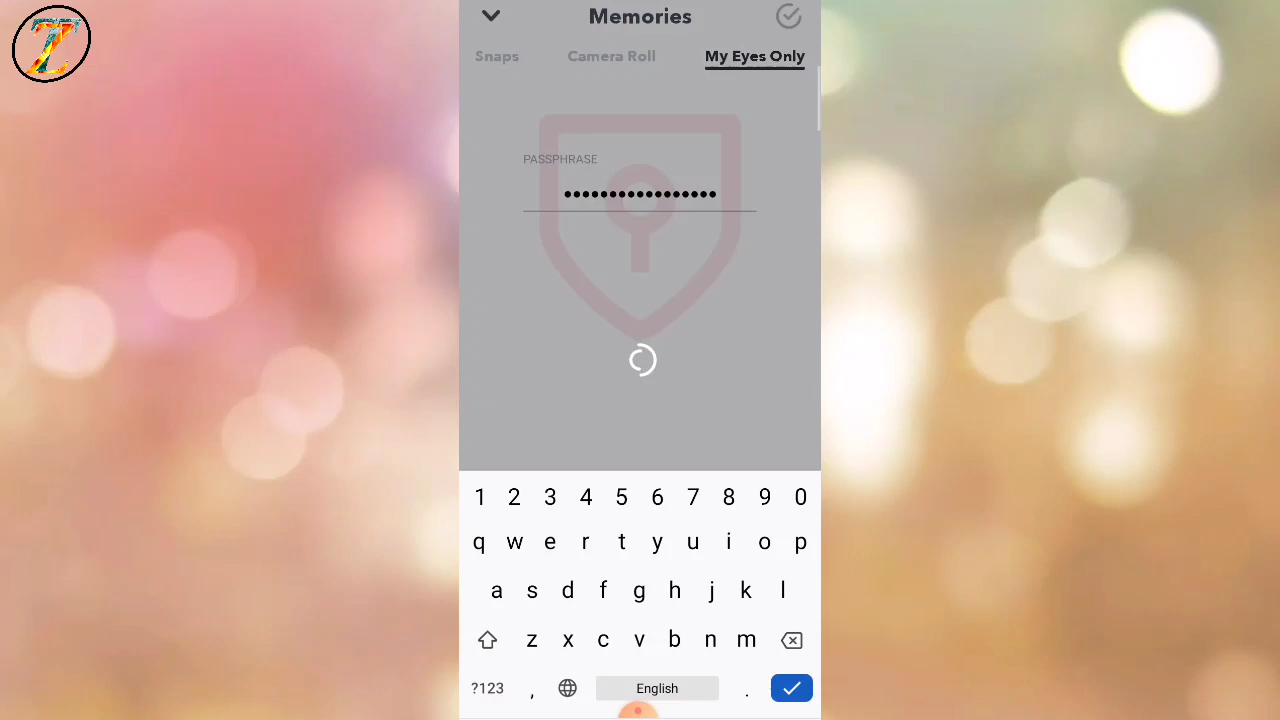 Z
Memories
Snaps Camera Roll My Eyes Only
PASSPHRASE
••••••••••••••••
1 2 3 4 5 6 7 8 9 0
q w e r t y u i o p
a s d f g h j k l
z x c v b n m
?123 , English .